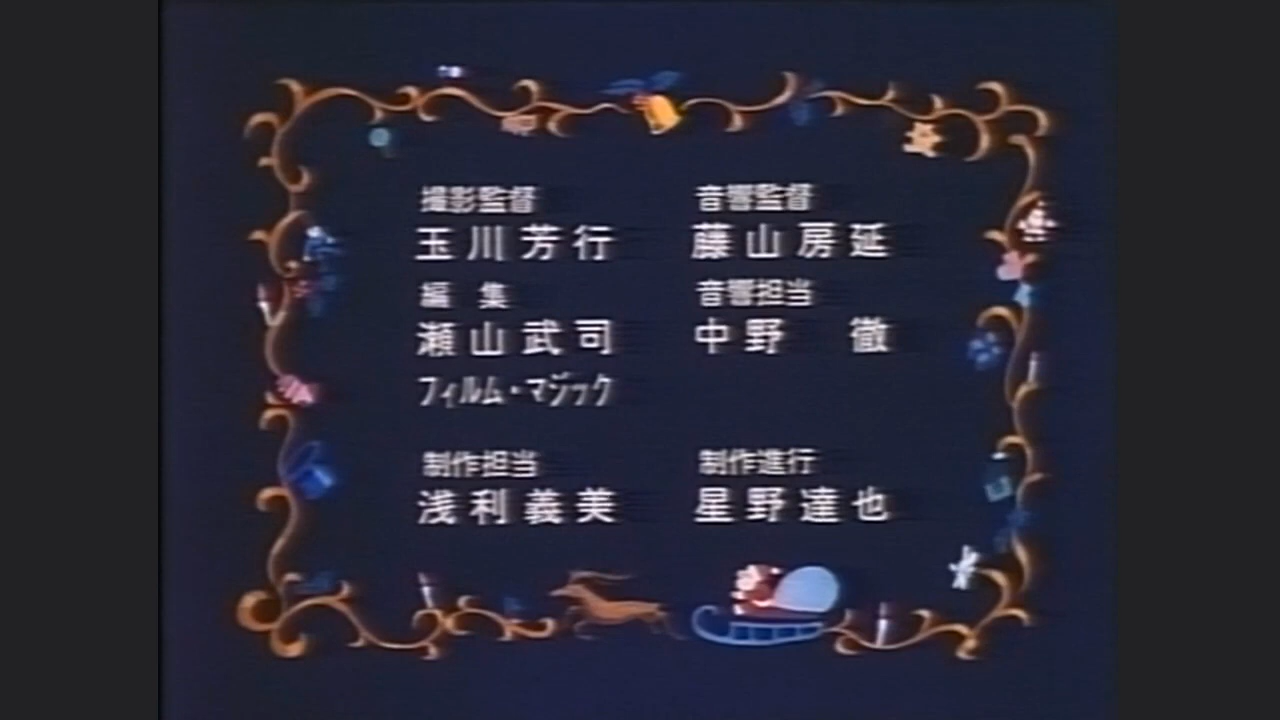 撮影監督
玉川芳行
編 集
瀬山武司
フィルム・マジック
音響監督
藤山房延
音響担当
中野 徹
制作担当
浅利義美
制作進行
星野達也